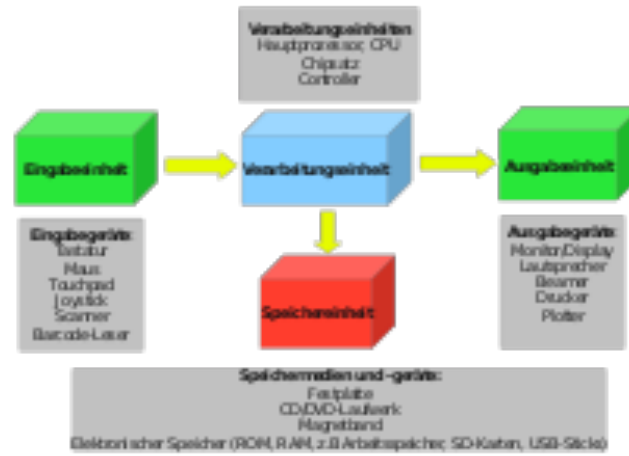 Verarbeitungseinheiten
Hauptprozessor, CPU
Chipsatz
Controller
Eingabeeinheit
Verarbeitungseinheit
Ausgabeeinheit
Eingabegeräte:
Tastatur
Maus
Touchpad
Joystick
Scanner
Barcode-Leser
Ausgabegeräte:
Monitor/Display
Lautsprecher
Beamer
Drucker
Plotter
Speichereinheit
Speichermedien und -geräte:
Festplatte
CD/DVD-Laufwerk
Magnetband
Elektronischer Speicher (ROM, RAM, z.B Arbeitsspeicher, SD-Karten, USB-Sticks)